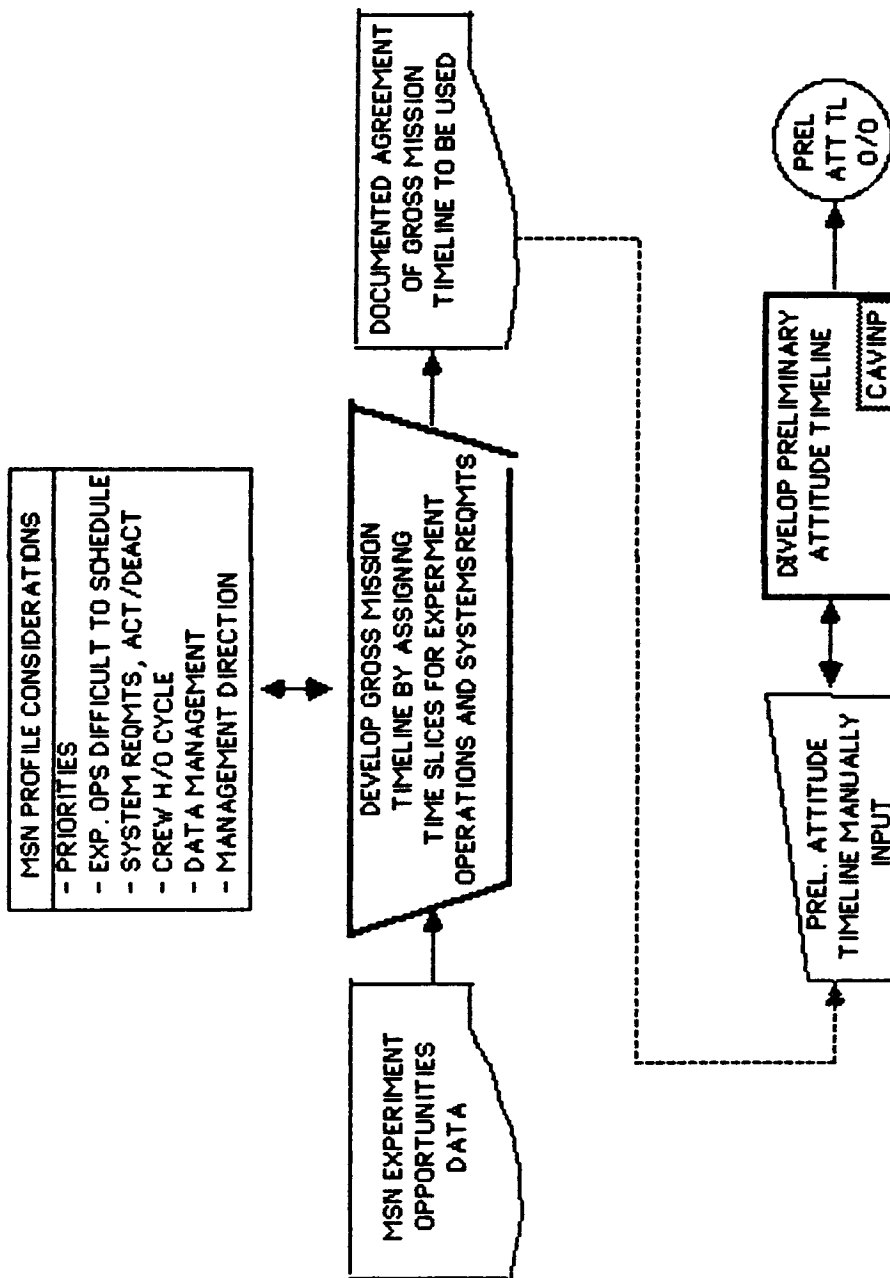 MSN PROFILE CONSIDERATIONS
- PRIORITIES
- EXP. OPS DIFFICULT TO SCHEDULE
- SYSTEM REQMTS, ACT/DEACT
- CREW H/O CYCLE
- DATA MANAGEMENT
- MANAGEMENT DIRECTION
MSN EXPERIMENT
OPPORTUNITIES
DATA
DEVELOP GROSS MISSION
TIMELINE BY ASSIGNING
TIME SLICES FOR EXPERIMENT
OPERATIONS AND SYSTEMS REQMTS
DOCUMENTED AGREEMENT
OF GROSS MISSION
TIMELINE TO BE USED
PREL. ATTITUDE
TIMELINE MANUALLY
INPUT
DEVELOP PRELIMINARY
ATTITUDE TIMELINE
CAVINP
PREL
ATT TL
O/O